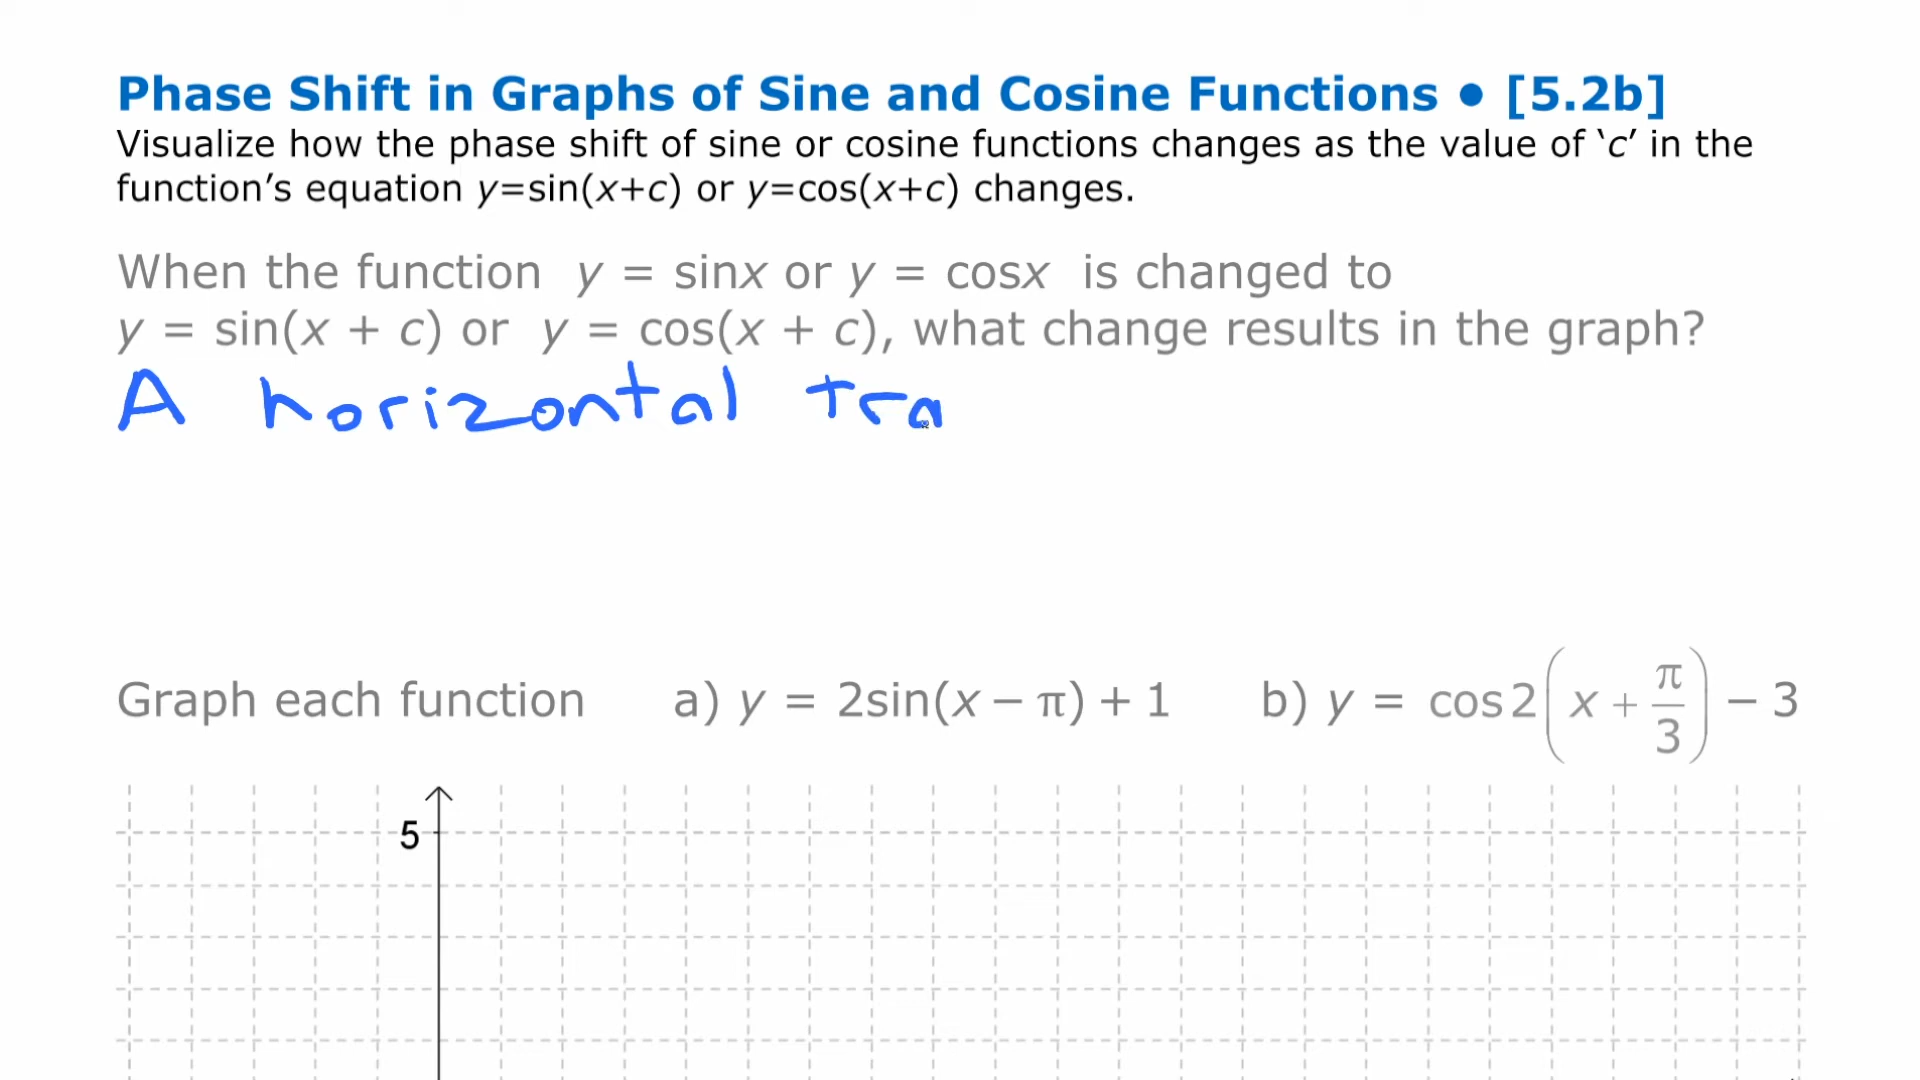 Phase Shift in Graphs of Sine and Cosine Functions • [5.2b]
Visualize how the phase shift of sine or cosine functions changes as the value of ‘c’ in the
function’s equation y=sin(x+c) or y=cos(x+c) changes.
When the function y = sinx or y = cosx is changed to
y = sin(x + c) or y = cos(x + c), what change results in the graph?
A horizontal tra
Graph each function a) y = 2sin(x − π) + 1 b) y = cos2(x + π/3) − 3
5